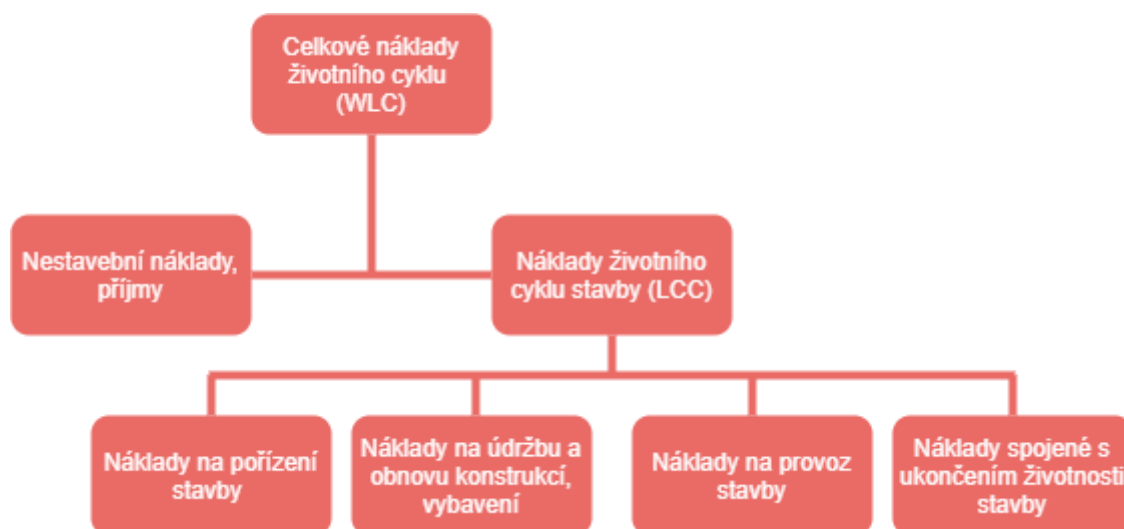 Celkové náklady
životního cyklu
(WLC)
Nestavební náklady,
příjmy
Náklady životního
cyklu stavby (LCC)
Náklady na pořízení
stavby
Náklady na údržbu a
obnovu konstrukcí,
vybavení
Náklady na provoz
stavby
Náklady spojené s
ukončením životnosti
stavby